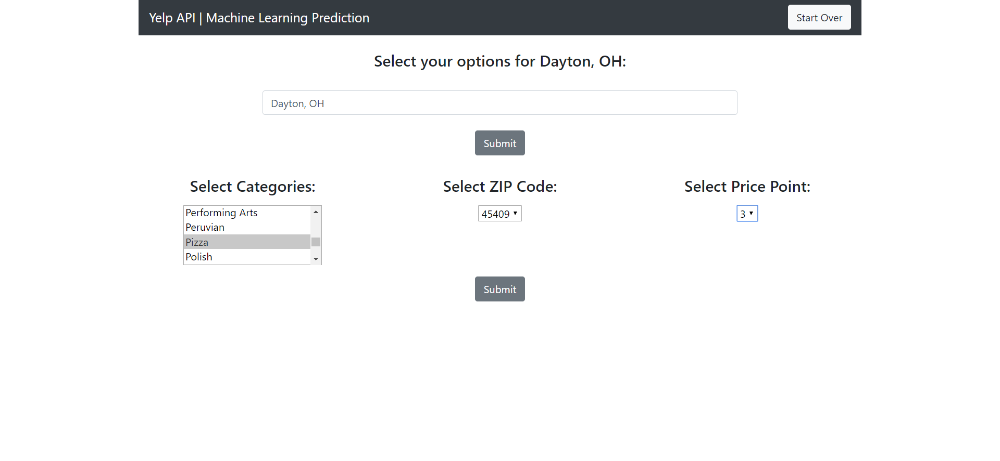 Yelp API | Machine Learning Prediction
Start Over
Select your options for Dayton, OH:
Dayton, OH
Submit
Select Categories:
Performing Arts
Peruvian
Pizza
Polish
Select ZIP Code:
45409
Select Price Point:
3
Submit